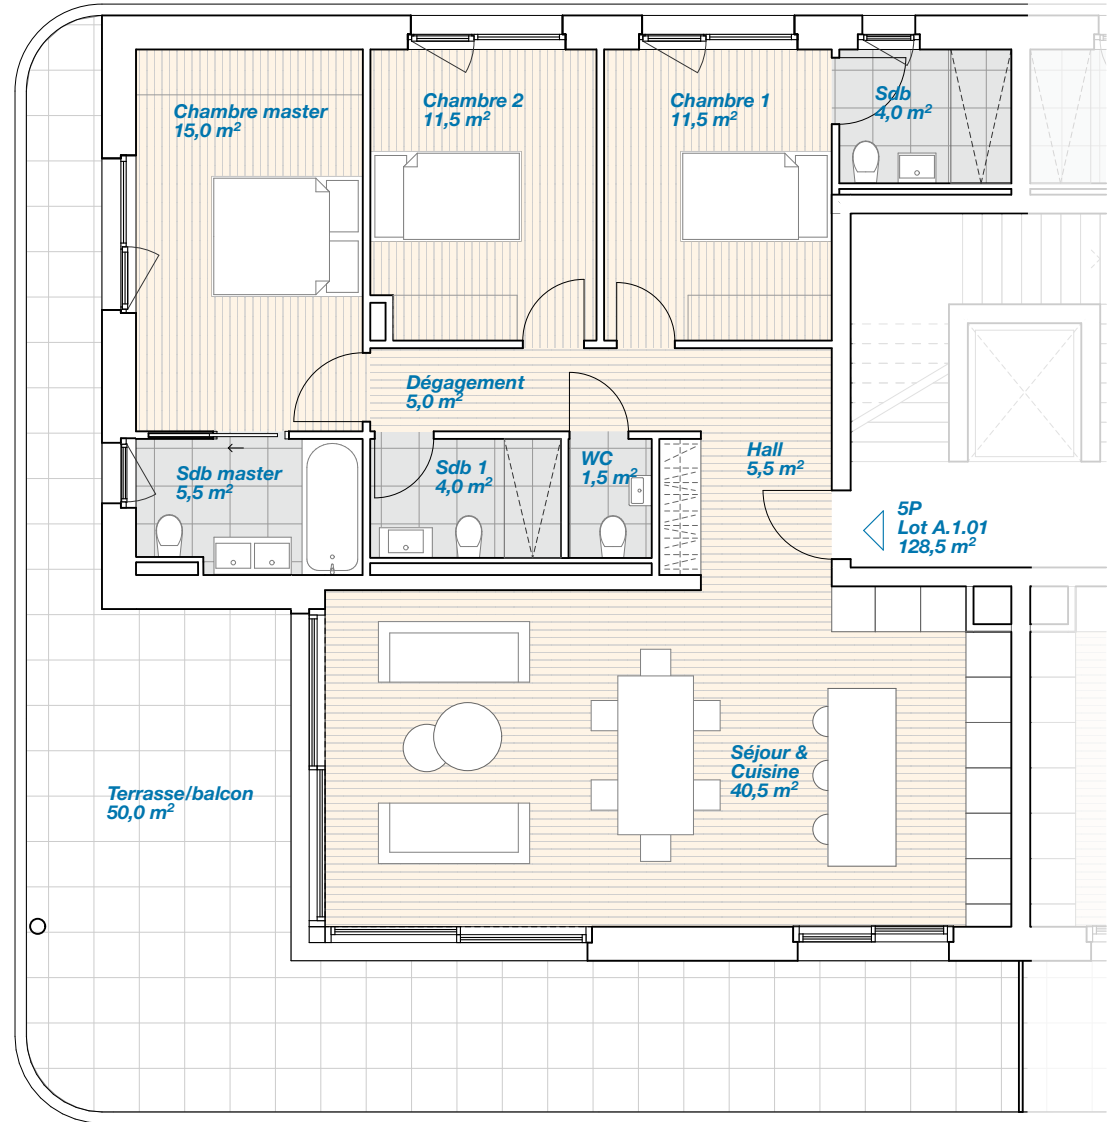 Chambre master
15,0 m²
Chambre 2
11,5 m²
Chambre 1
11,5 m²
Sdb
4,0 m²
Dégagement
5,0 m²
Sdb master
5,5 m²
Sdb 1
4,0 m²
WC
1,5 m²
Hall
5,5 m²
5P
Lot A.1.01
128,5 m²
Séjour &
Cuisine
40,5 m²
Terrasse/balcon
50,0 m²